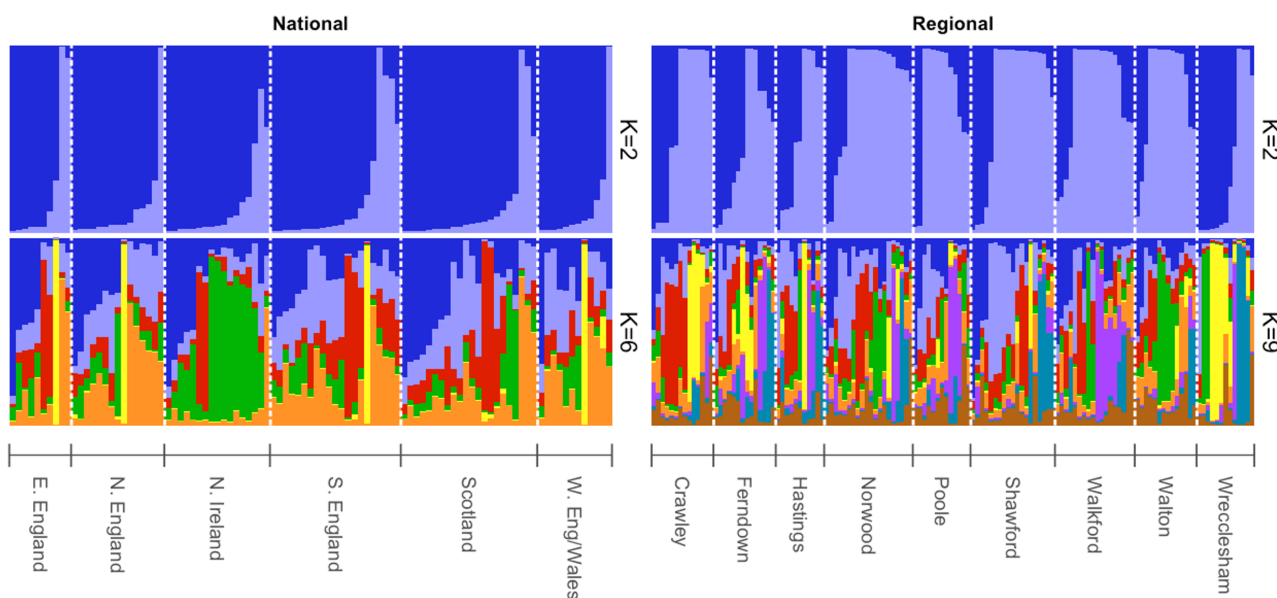 National
Regional
K=2
K=2
K=6
K=9
E. England
N. England
N. Ireland
S. England
Scotland
W. Eng/Wales
Crawley
Ferndown
Hastings
Norwood
Poole
Shawford
Walkford
Walton
Wrecclesham